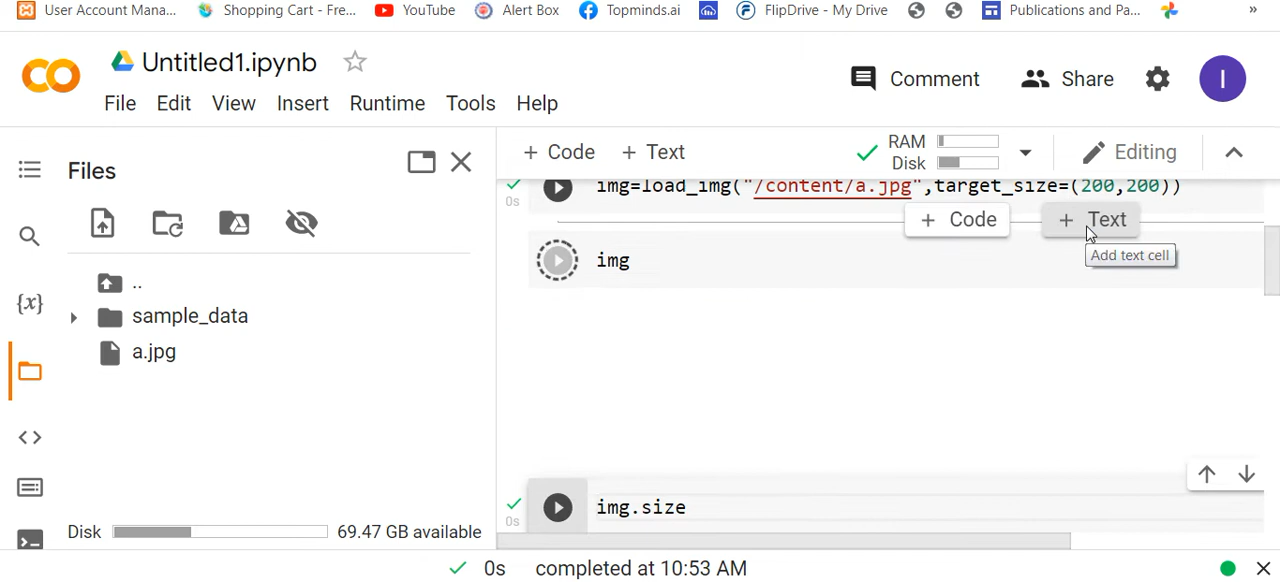 User Account Mana... Shopping Cart - Fre... YouTube Alert Box Topminds.ai FlipDrive - My Drive Publications and Pa... »
Untitled1.ipynb
Comment Share I
File Edit View Insert Runtime Tools Help
Files
+ Code + Text RAM Disk Editing
0s img=load_img("/content/a.jpg",target_size=(200,200))
+ Code + Text
Add text cell
img
..
sample_data
a.jpg
{x}
0s img.size
Disk 69.47 GB available
0s completed at 10:53 AM